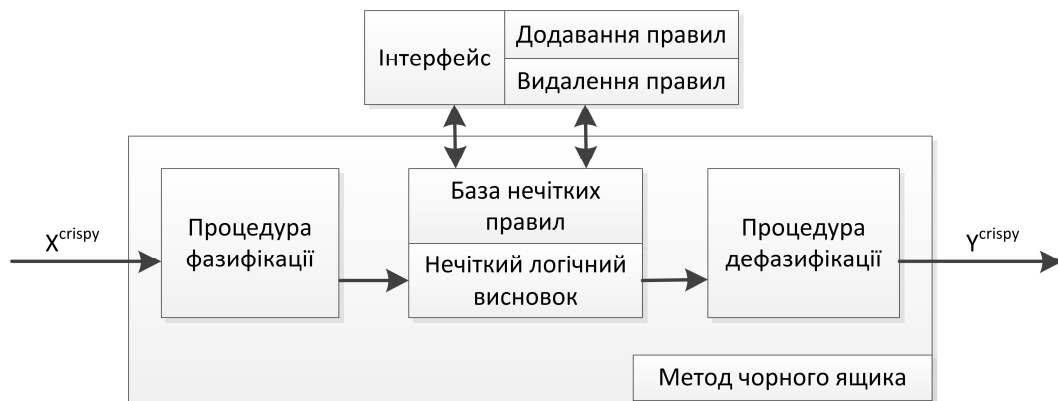 Інтерфейс
Додавання правил
Видалення правил
X^crispy
Процедура
фазифікації
База нечітких
правил
Нечіткий логічний
висновок
Процедура
дефазифікації
Y^crispy
Метод чорного ящика